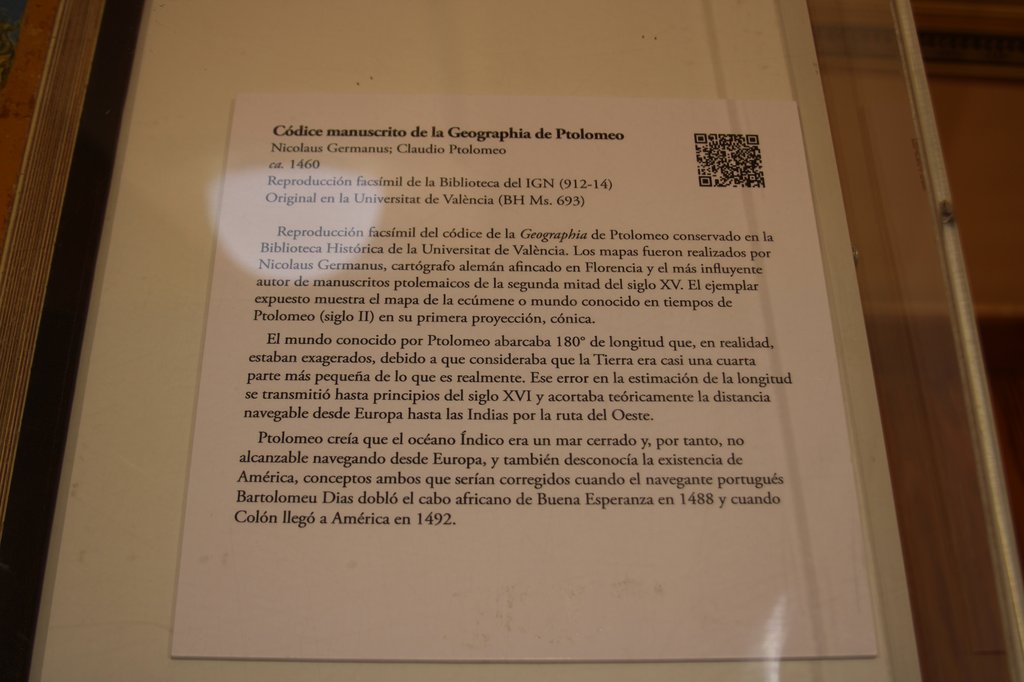 Códice manuscrito de la Geographia de Ptolomeo
Nicolaus Germanus; Claudio Ptolomeo
ca. 1460
Reproducción facsímil de la Biblioteca del IGN (912-14)
Original en la Universitat de València (BH Ms. 693)
Reproducción facsímil del códice de la Geographia de Ptolomeo conservado en la
Biblioteca Histórica de la Universitat de València. Los mapas fueron realizados por
Nicolaus Germanus, cartógrafo alemán afincado en Florencia y el más influyente
autor de manuscritos ptolemaicos de la segunda mitad del siglo XV. El ejemplar
expuesto muestra el mapa de la ecúmene o mundo conocido en tiempos de
Ptolomeo (siglo II) en su primera proyección, cónica.
El mundo conocido por Ptolomeo abarcaba 180° de longitud que, en realidad,
estaban exagerados, debido a que consideraba que la Tierra era casi una cuarta
parte más pequeña de lo que es realmente. Ese error en la estimación de la longitud
se transmitió hasta principios del siglo XVI y acortaba teóricamente la distancia
navegable desde Europa hasta las Indias por la ruta del Oeste.
Ptolomeo creía que el océano Índico era un mar cerrado y, por tanto, no
alcanzable navegando desde Europa, y también desconocía la existencia de
América, conceptos ambos que serían corregidos cuando el navegante portugués
Bartolomeu Dias dobló el cabo africano de Buena Esperanza en 1488 y cuando
Colón llegó a América en 1492.